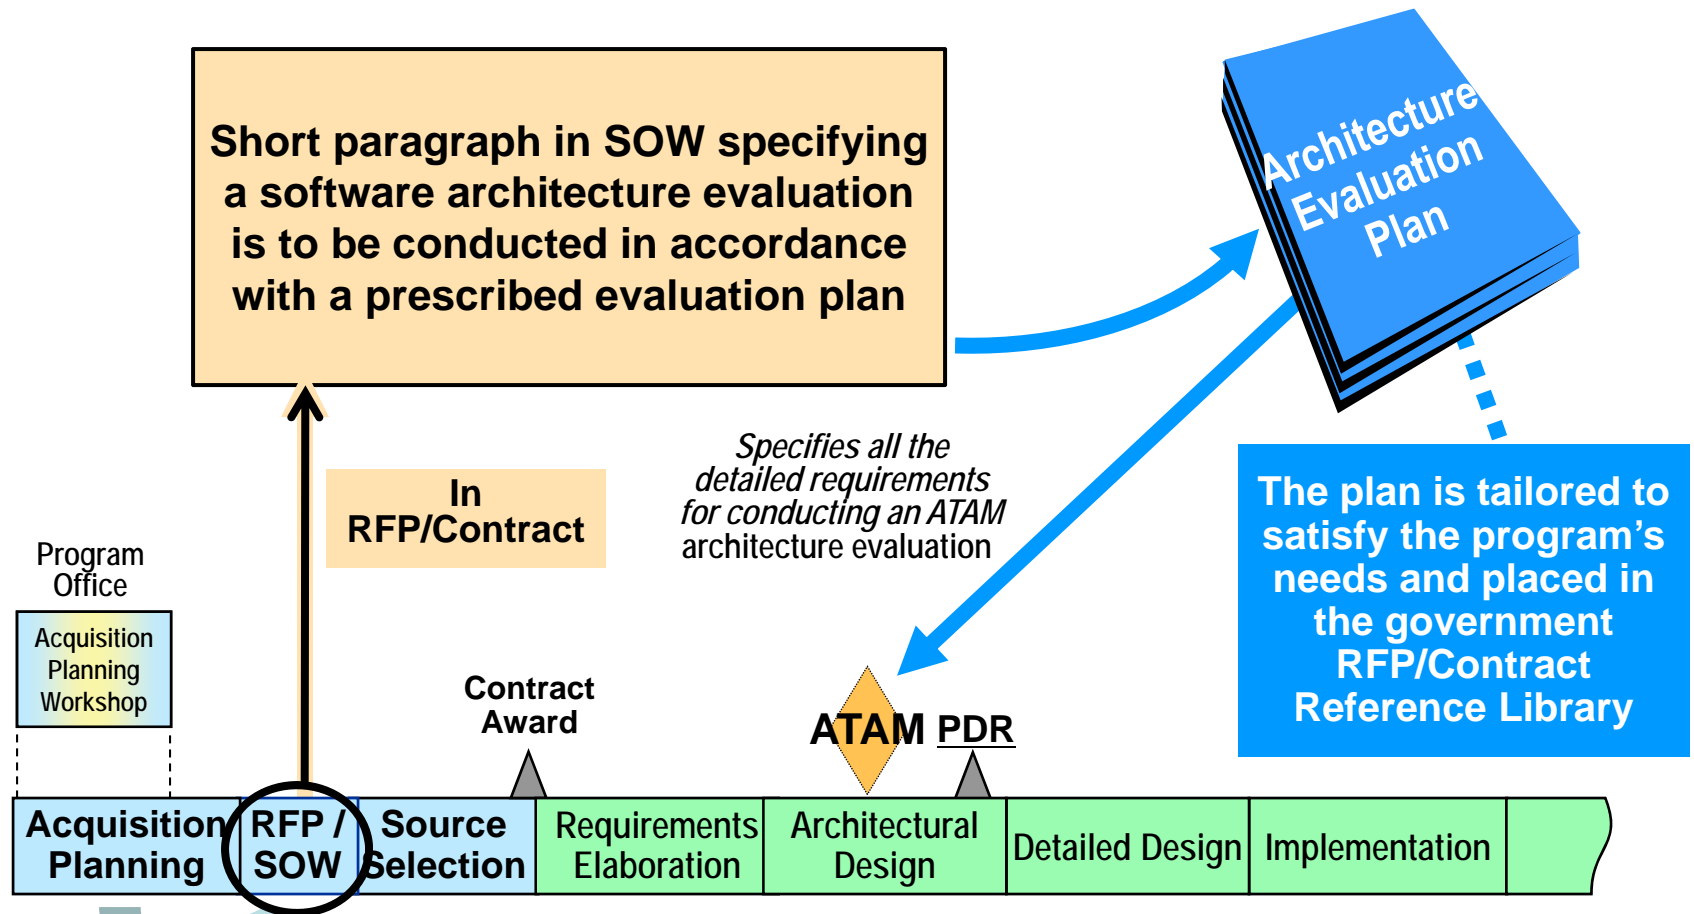 Short paragraph in SOW specifying
a software architecture evaluation
is to be conducted in accordance
with a prescribed evaluation plan
Architecture
Evaluation
Plan
In
RFP/Contract
Specifies all the
detailed requirements
for conducting an ATAM
architecture evaluation
The plan is tailored to
satisfy the program’s
needs and placed in
the government
RFP/Contract
Reference Library
Program
Office
Acquisition
Planning
Workshop
Contract
Award
ATAM
PDR
Acquisition
Planning
RFP /
SOW
Source
Selection
Requirements
Elaboration
Architectural
Design
Detailed Design
Implementation